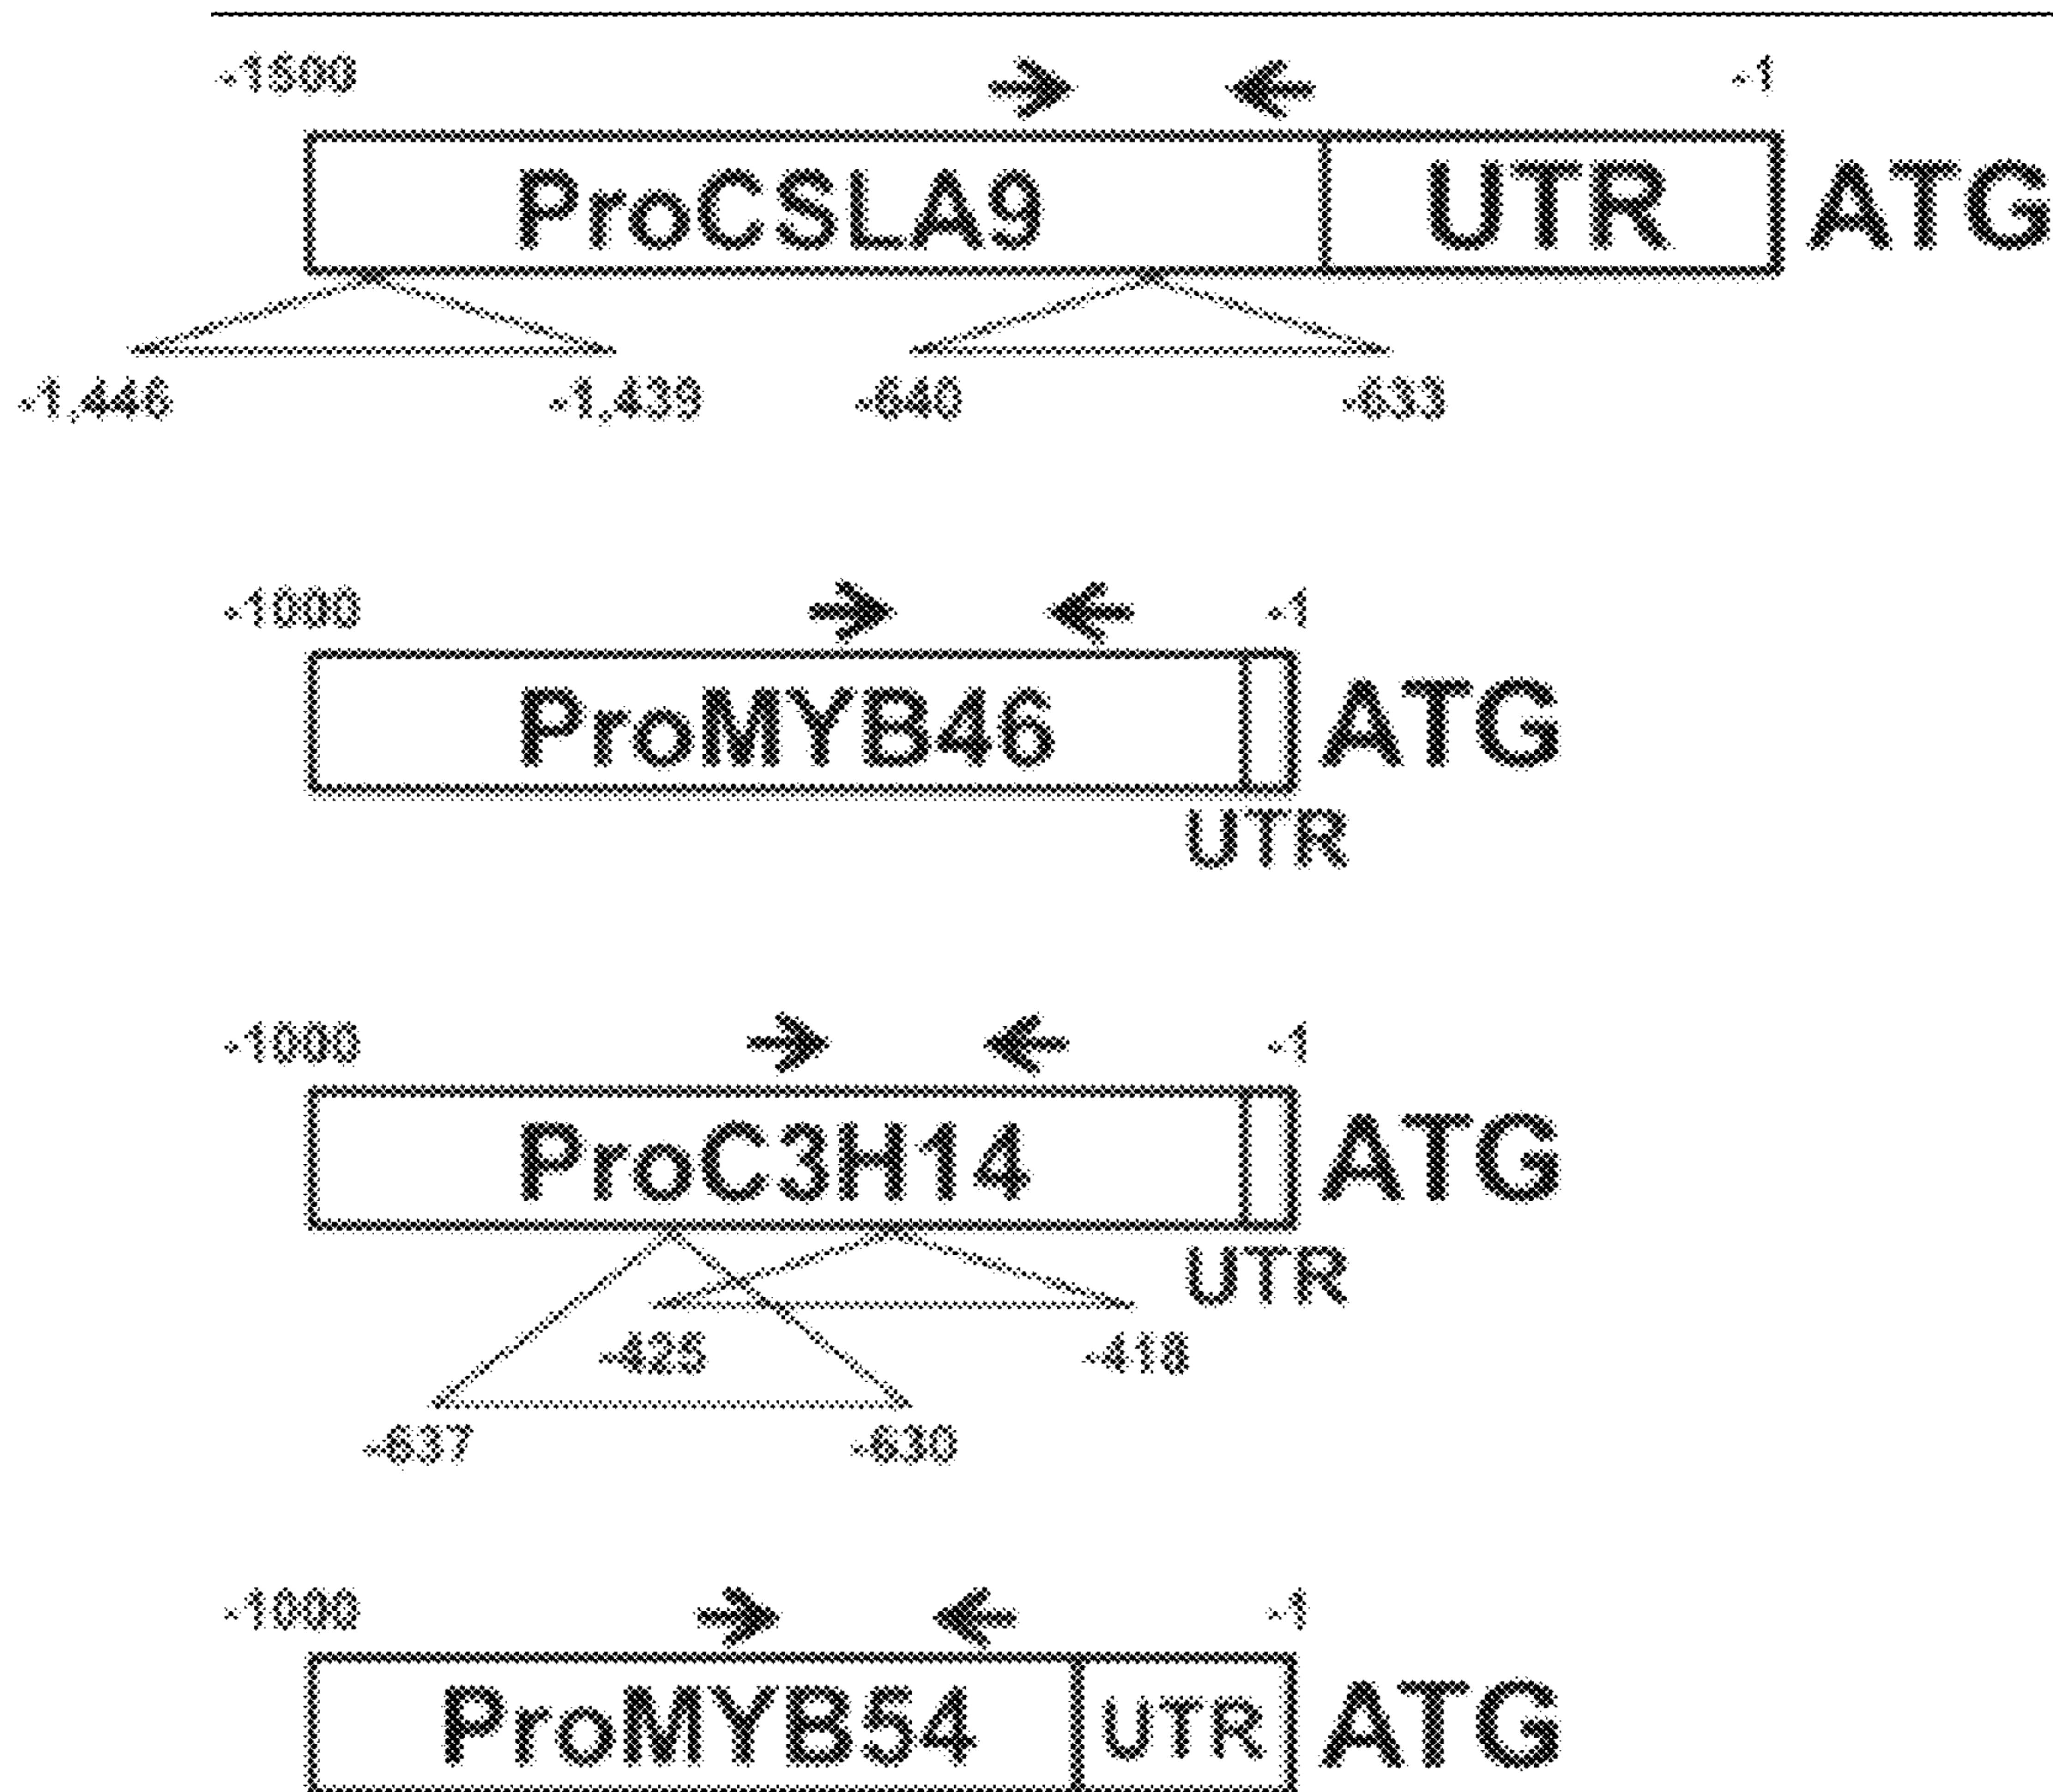 -1500 -1
ProCSLA9 UTR ATG
-1,446 -1,439 -640 -633
-1000 -1
ProMYB46 ATG
UTR
-1000 -1
ProC3H14 ATG
UTR
-425 -418
-637 -630
-1000 -1
ProMYB54 UTR ATG